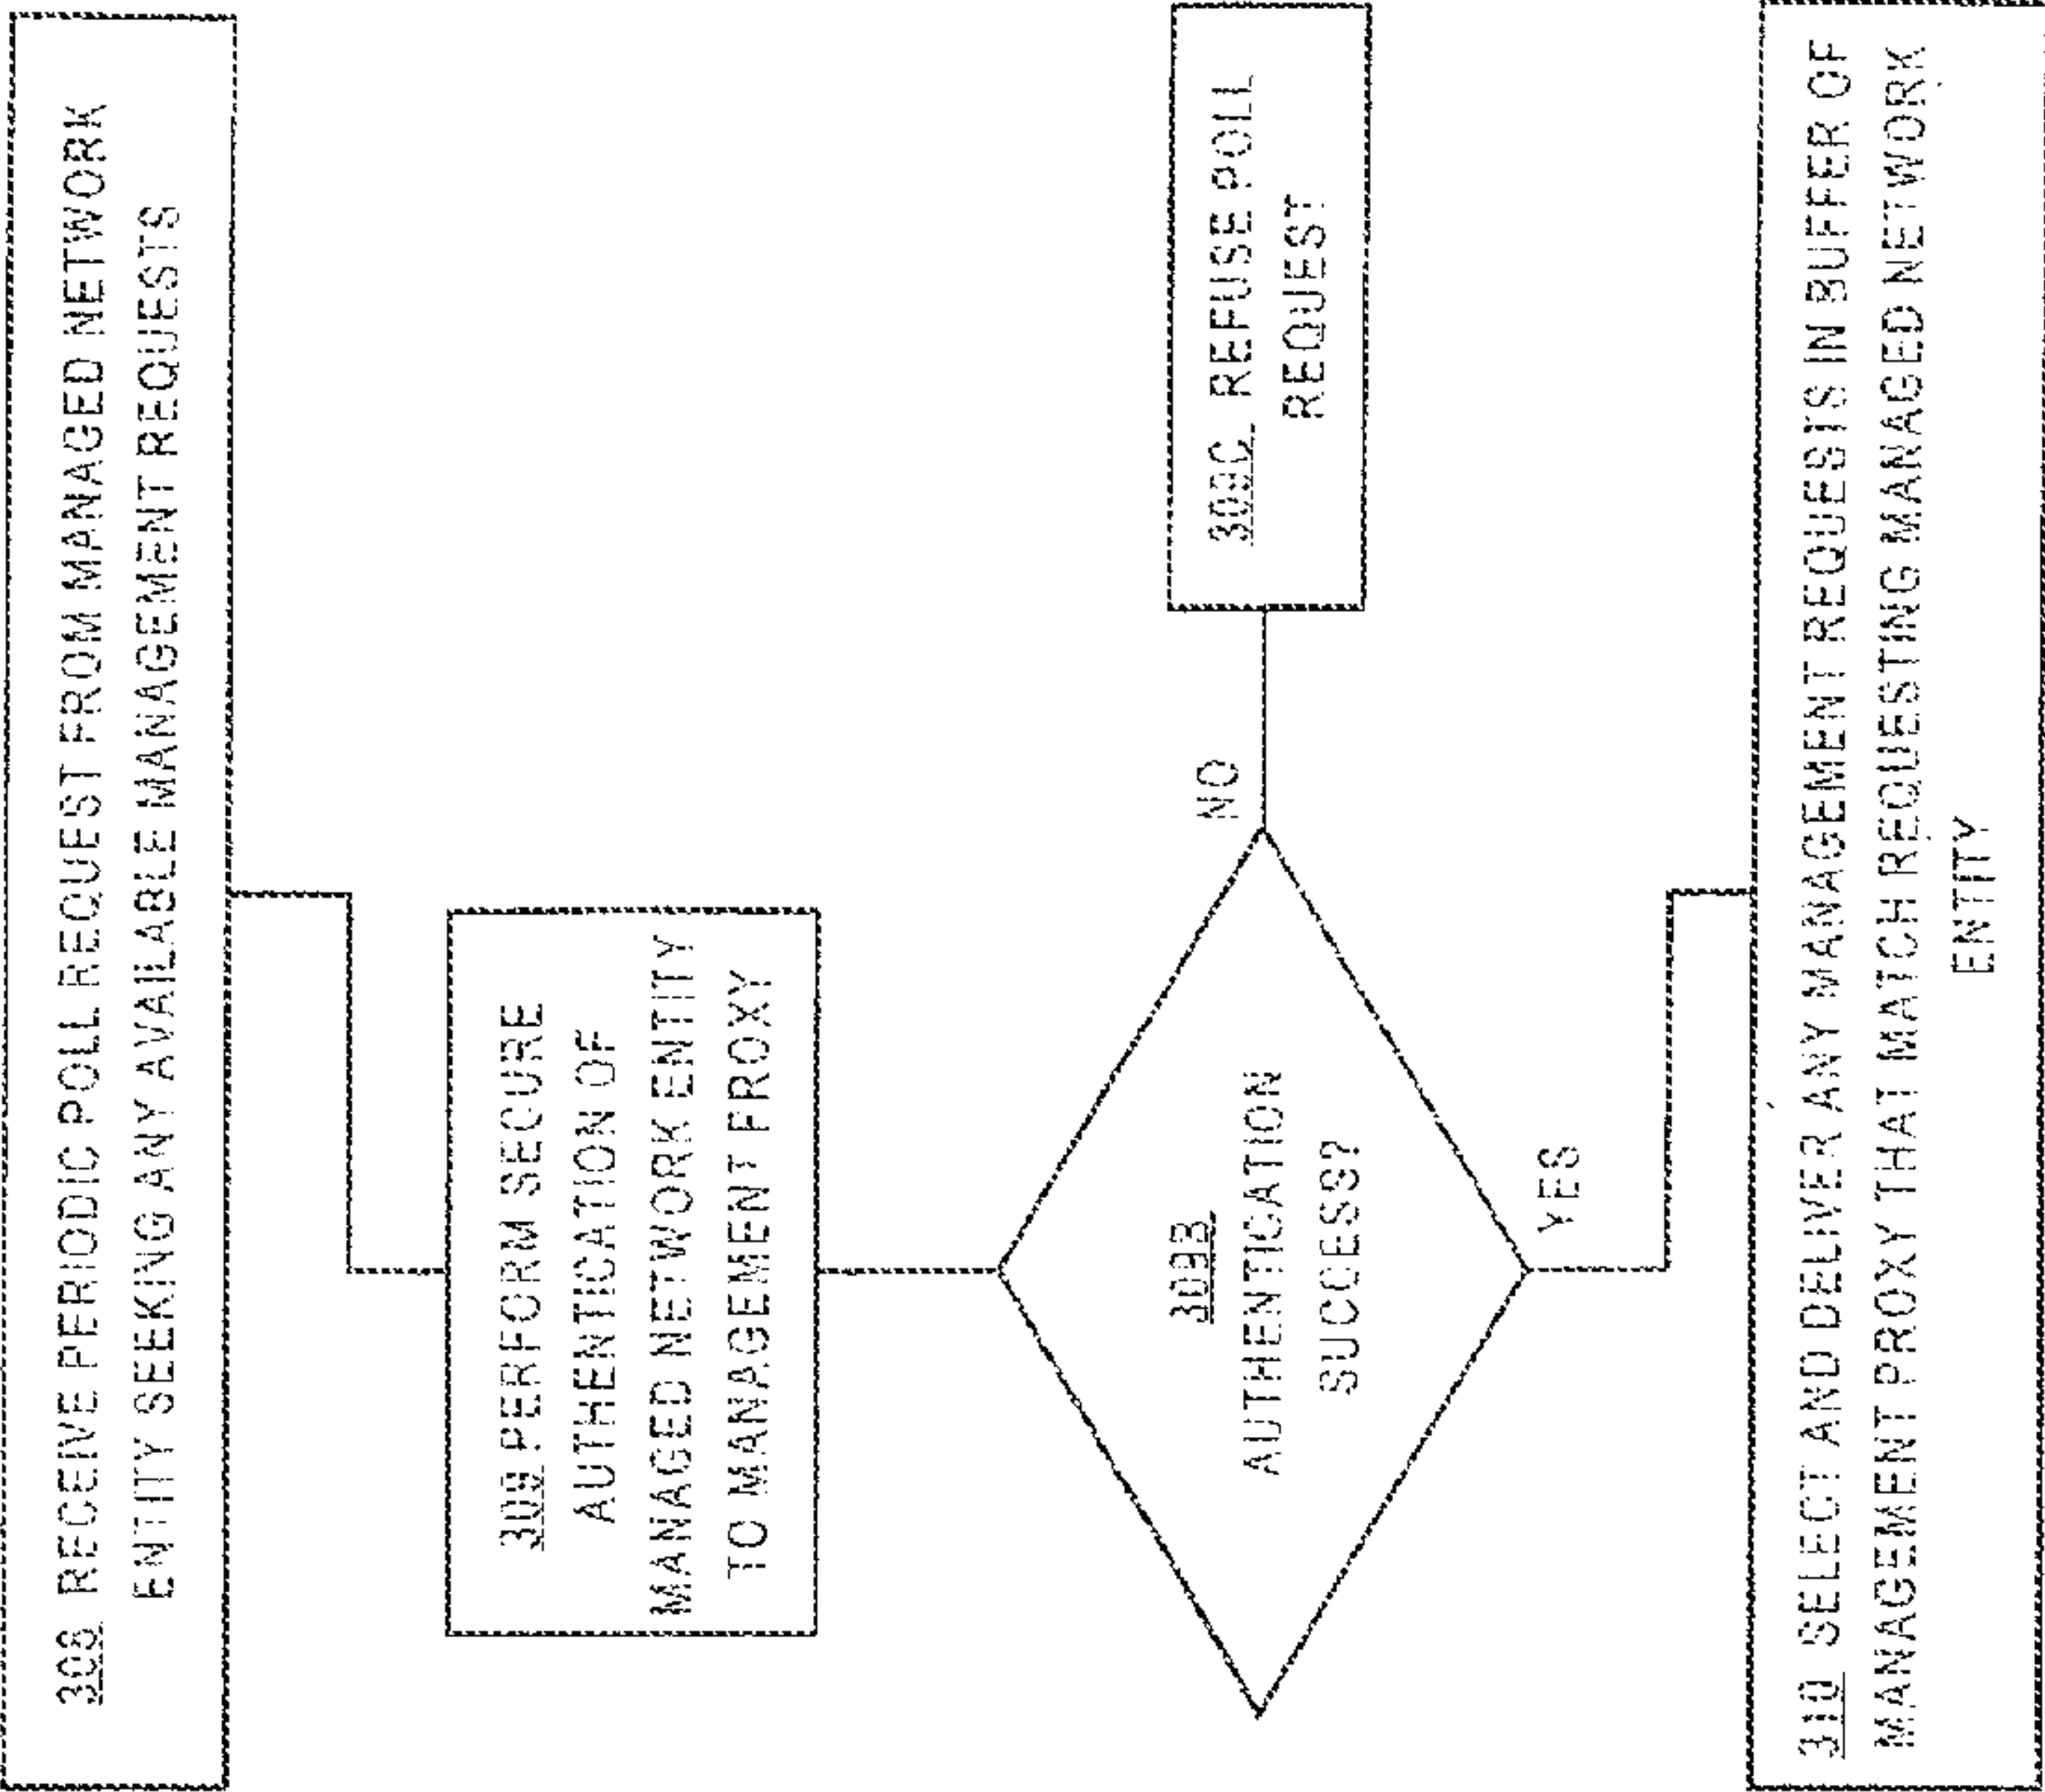 308 RECEIVE PERIODIC POLL REQUEST FROM MANAGED NETWORK
ENTITY SEEKING ANY AVAILABLE MANAGEMENT REQUESTS
309 PERFORM SECURE
AUTHENTICATION OF
MANAGED NETWORK ENTITY
TO MANAGEMENT PROXY
309B
AUTHENTICATION
SUCCESS?
NO
309C REFUSE POLL
REQUEST
YES
310 SELECT AND DELIVER ANY MANAGEMENT REQUESTS IN BUFFER OF
MANAGEMENT PROXY THAT MATCH REQUESTING MANAGED NETWORK
ENTITY